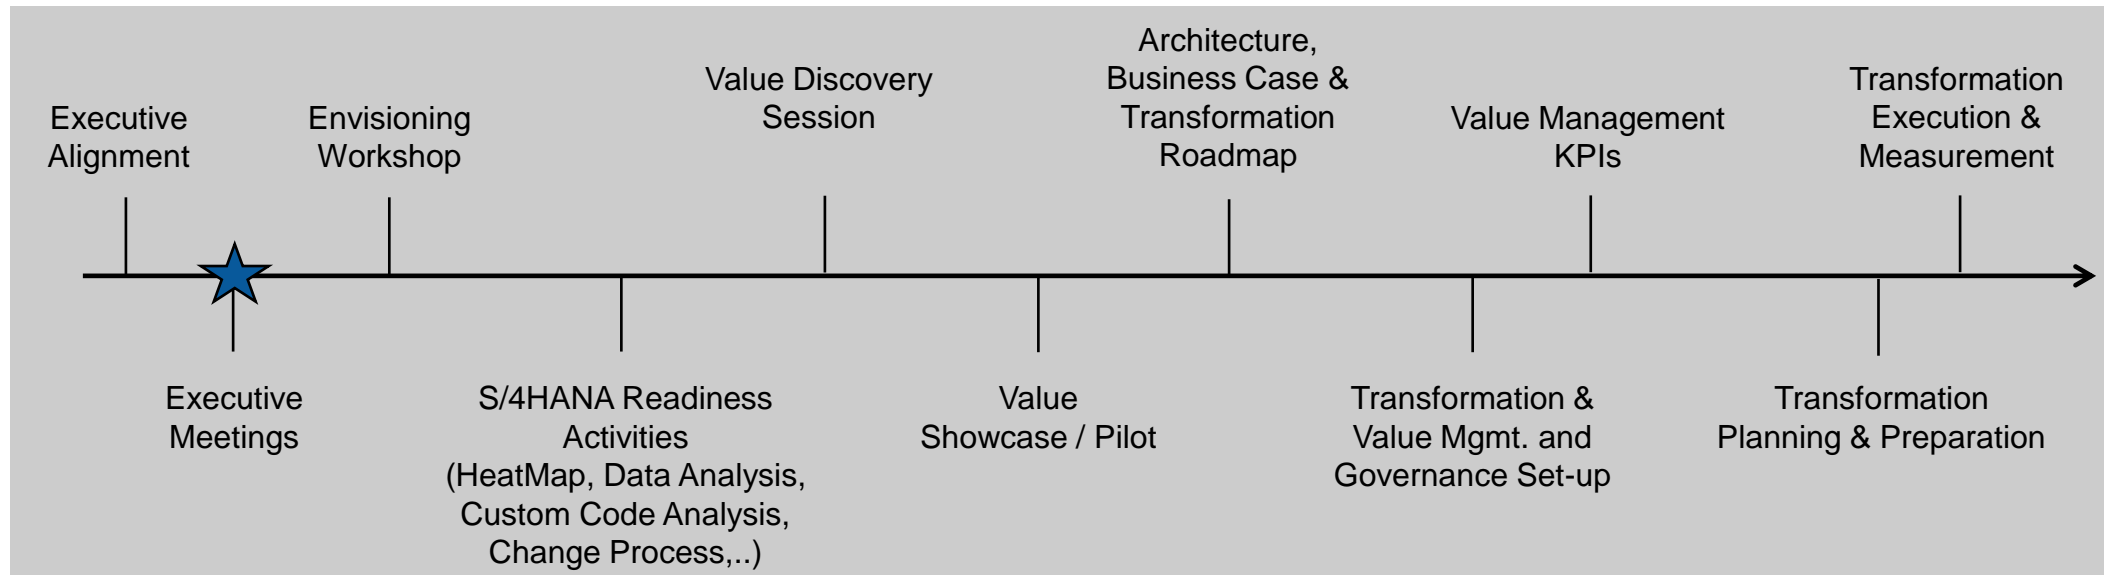 Executive
Alignment
Executive
Meetings
Envisioning
Workshop
S/4HANA Readiness
Activities
(HeatMap, Data Analysis,
Custom Code Analysis,
Change Process,..)
Value Discovery
Session
Value
Showcase / Pilot
Architecture,
Business Case &
Transformation
Roadmap
Transformation &
Value Mgmt. and
Governance Set-up
Value Management
KPIs
Transformation
Planning & Preparation
Transformation
Execution &
Measurement